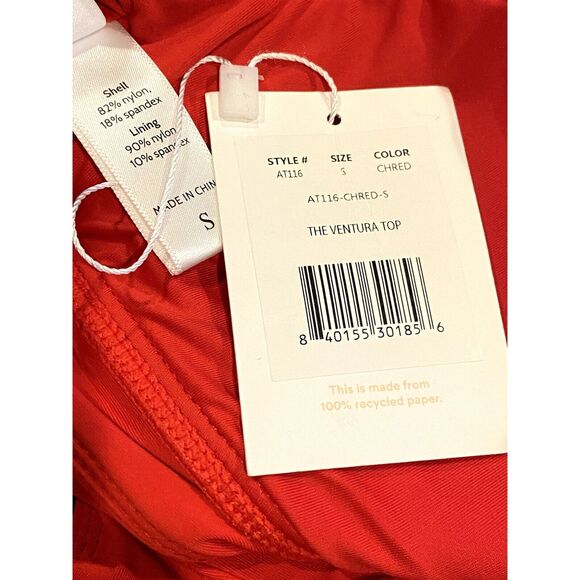 Shell
82% nylon,
18% spandex
Lining
90% nylon
10% spandex
MADE IN CHIN
S
STYLE # SIZE COLOR
AT116 S CHRED
AT116-CHRED-S
THE VENTURA TOP
8 40155 30185 6
This is made from
100% recycled paper.